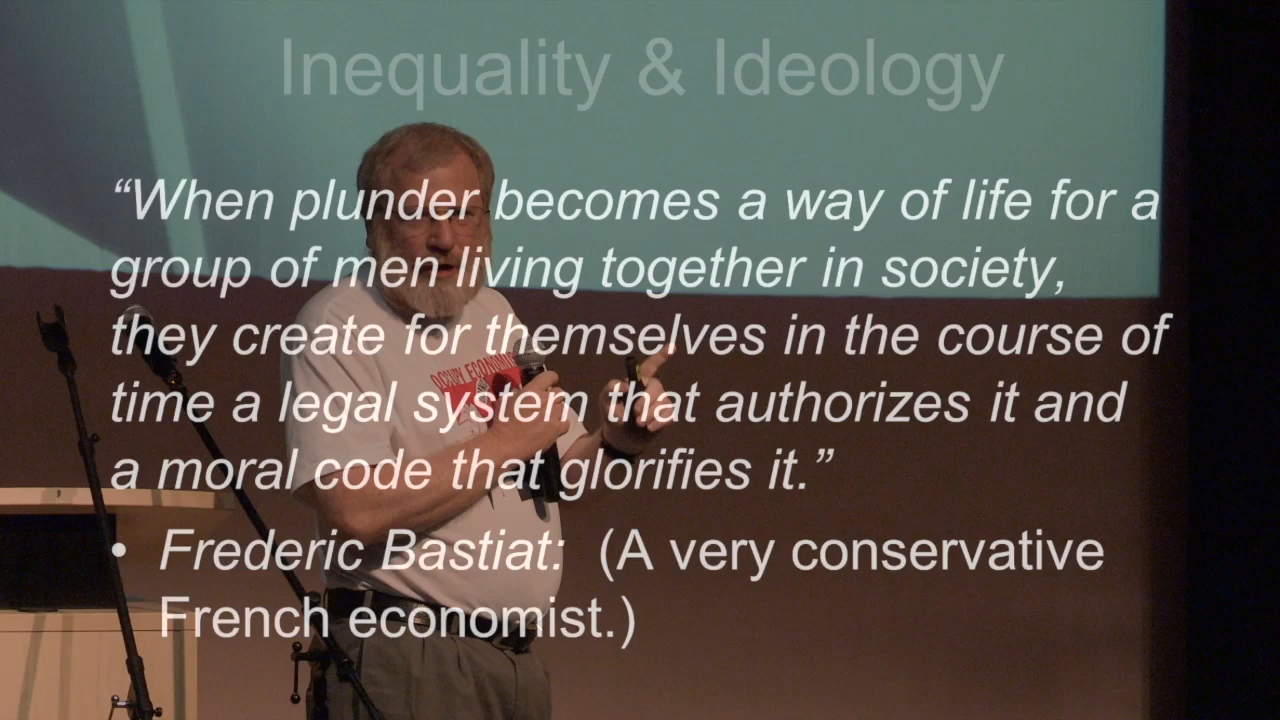 Inequality & Ideology
“When plunder becomes a way of life for a
group of men living together in society,
they create for themselves in the course of
time a legal system that authorizes it and
a moral code that glorifies it.”
• Frederic Bastiat: (A very conservative
French economist.)
OCCUPY ECONOMICS